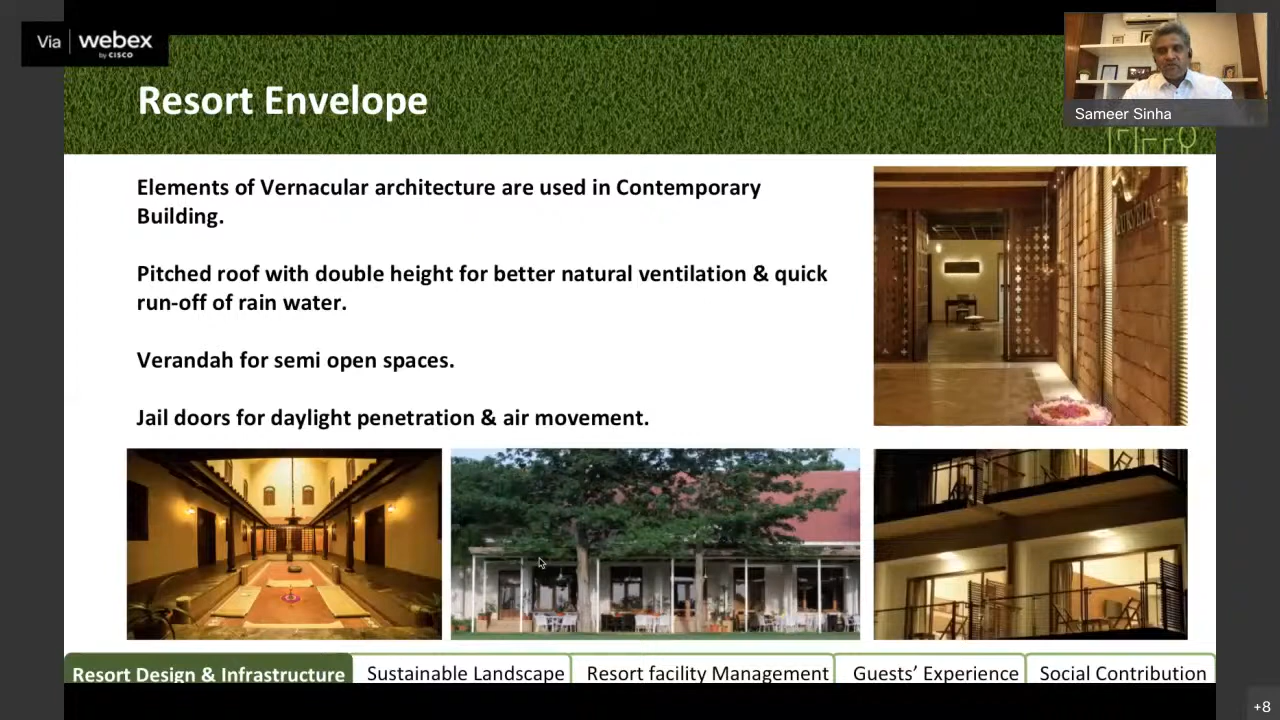 Via webex
by CISCO
Resort Envelope
Sameer Sinha
Elements of Vernacular architecture are used in Contemporary
Building.
Pitched roof with double height for better natural ventilation & quick
run-off of rain water.
Verandah for semi open spaces.
Jail doors for daylight penetration & air movement.
Resort Design & Infrastructure
Sustainable Landscape
Resort facility Management
Guests’ Experience
Social Contribution
+8